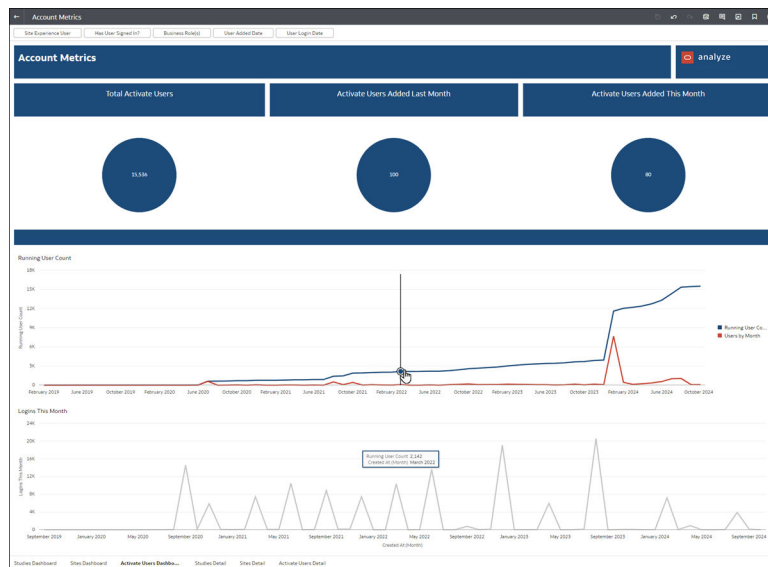 Account Metrics
Site Experience User
Has User Signed In?
Business Role(s)
User Added Date
User Login Date
Account Metrics
analyze
Total Activate Users
Activate Users Added Last Month
Activate Users Added This Month
15,536
100
80
Running User Count
18K
15K
12K
9K
6K
3K
0
Running User Count
February 2019 June 2019 October 2019 February 2020 June 2020 October 2020 February 2021 June 2021 October 2021 February 2022 June 2022 October 2022 February 2023 June 2023 October 2023 February 2024 June 2024 October 2024
Running User Co...
Users by Month
Logins This Month
24K
20K
16K
12K
8K
4K
0
Logins This Month
Running User Count 2,142
Created At (Month) March 2022
September 2019 January 2020 May 2020 September 2020 January 2021 May 2021 September 2021 January 2022 May 2022 September 2022 January 2023 May 2023 September 2023 January 2024 May 2024 September 2024
Created At (Month)
Studies Dashboard Sites Dashboard Activate Users Dashbo... Studies Detail Sites Detail Activate Users Detail